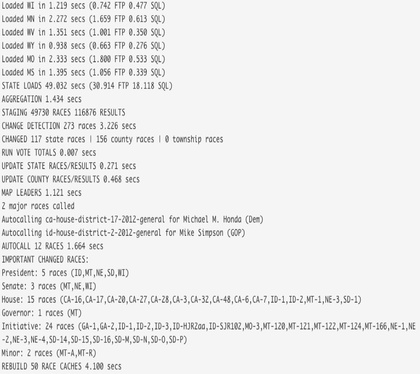 Loaded WI in 1.219 secs (0.742 FTP 0.477 SQL)
Loaded MN in 2.272 secs (1.659 FTP 0.613 SQL)
Loaded WV in 1.351 secs (1.001 FTP 0.350 SQL)
Loaded WY in 0.938 secs (0.663 FTP 0.276 SQL)
Loaded MO in 2.333 secs (1.800 FTP 0.533 SQL)
Loaded MS in 1.395 secs (1.056 FTP 0.339 SQL)
STATE LOADS 49.032 secs (30.914 FTP 18.118 SQL)
AGGREGATION 1.434 secs
STAGING 49730 RACES 116876 RESULTS
CHANGE DETECTION 273 races 3.226 secs
CHANGED 117 state races | 156 county races | 0 township races
RUN VOTE TOTALS 0.007 secs
UPDATE STATE RACES/RESULTS 0.271 secs
UPDATE COUNTY RACES/RESULTS 0.468 secs
MAP LEADERS 1.121 secs
2 major races called
Autocalling ca-house-district-17-2012-general for Michael M. Honda (Dem)
Autocalling id-house-district-2-2012-general for Mike Simpson (GOP)
AUTOCALL 12 RACES 1.664 secs
IMPORTANT CHANGED RACES:
President: 5 races (ID,MT,NE,SD,WI)
Senate: 3 races (MT,NE,WI)
House: 15 races (CA-16,CA-17,CA-20,CA-27,CA-28,CA-3,CA-32,CA-48,CA-6,CA-7,ID-1,ID-2,MT-1,NE-3,SD-1)
Governor: 1 races (MT)
Initiative: 24 races (GA-1,GA-2,ID-1,ID-2,ID-3,ID-HJR2aa,ID-SJR102,MO-3,MT-120,MT-121,MT-122,MT-124,MT-166,NE-1,NE
-2,NE-3,NE-4,SD-14,SD-15,SD-16,SD-M,SD-N,SD-O,SD-P)
Minor: 2 races (MT-A,MT-R)
REBUILD 50 RACE CACHES 4.100 secs